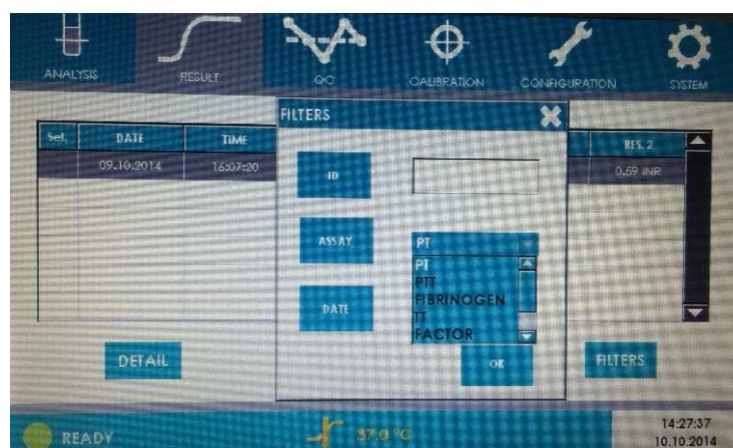 ANALYSIS
RESULT
QC
CALIBRATION
CONFIGURATION
SYSTEM
FILTERS
Sel. DATE TIME RES. 2
09.10.2014 16:07:20 0.59 INR
ID
ASSAY PT
PT
PTT
FIBRINOGEN
TT
FACTOR
DATE
OK
DETAIL
FILTERS
READY
37.0 °C
14:27:37
10.10.2014